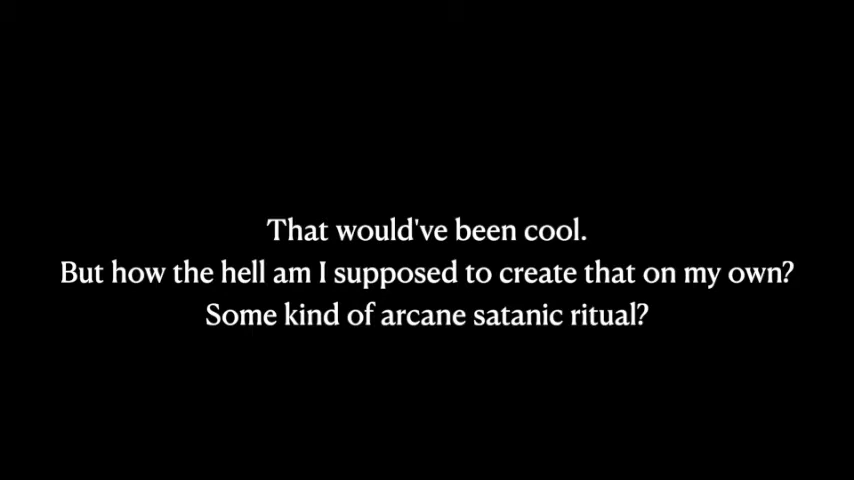 That would've been cool.
But how the hell am I supposed to create that on my own?
Some kind of arcane satanic ritual?